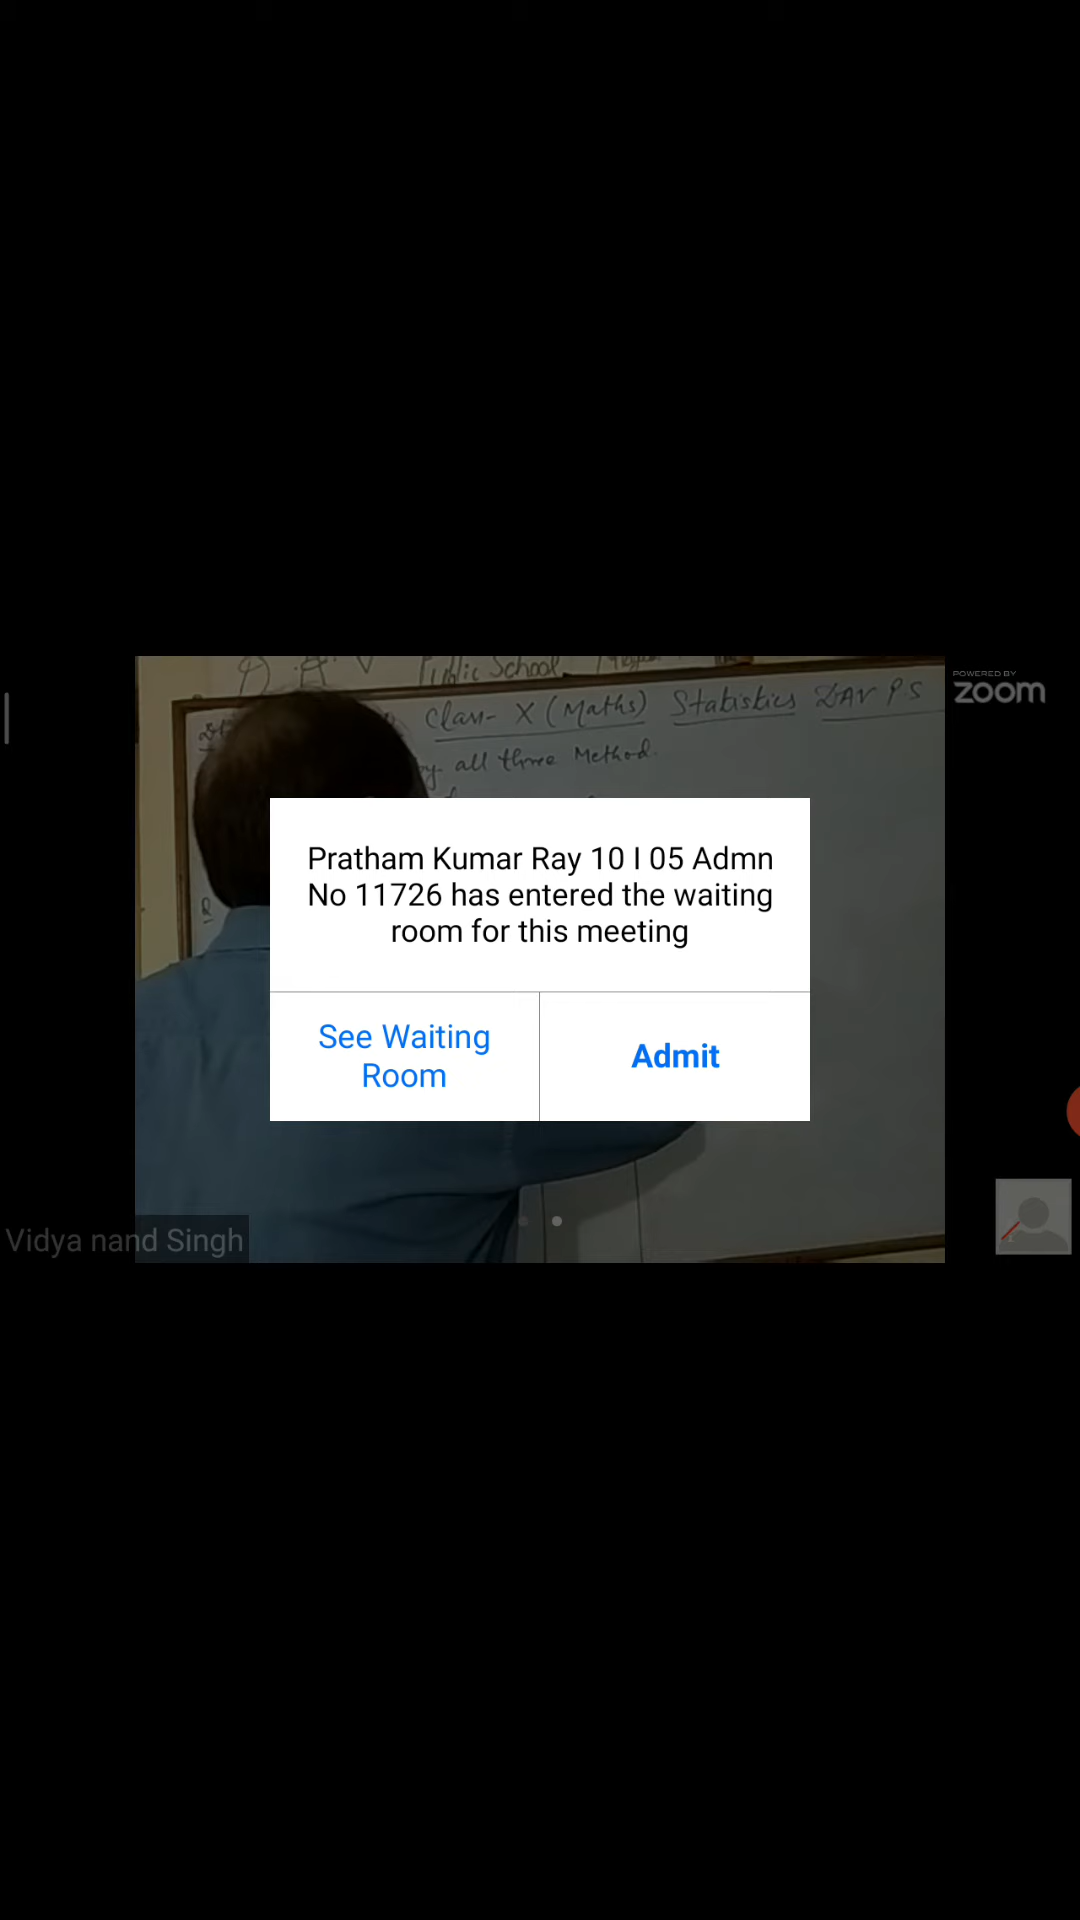 Public School
Class- X (Maths) Statistics DAV P.S
by all three Method.
POWERED BY
zoom
Pratham Kumar Ray 10 I 05 Admn
No 11726 has entered the waiting
room for this meeting
See Waiting
Room
Admit
Vidya nand Singh